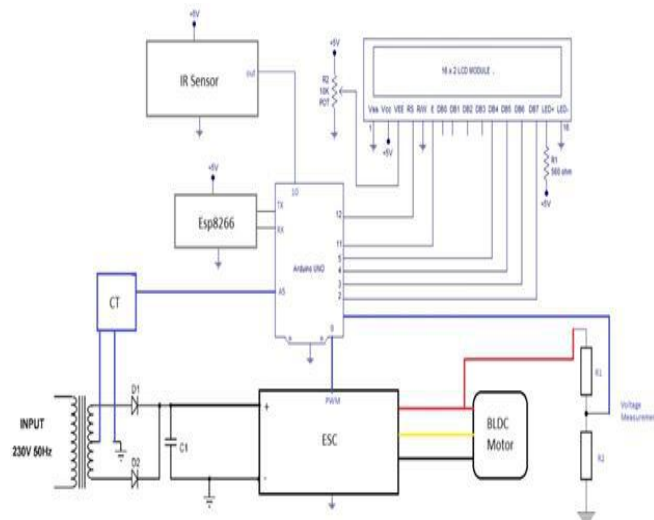 +5V
IR Sensor
out
+5V
R2
10K
POT
16 x 2 LCD MODULE .
Vss Vcc VEE RS R/W E DB0 DB1 DB2 DB3 DB4 DB5 DB6 DB7 LED+ LED-
1
16
+5V
R1
560 ohm
+5V
+5V
Esp8266
TX
RX
10
12
11
5
4
3
2
Arduino UNO
A5
9
CT
INPUT
230V 50Hz
D1
D2
C1
+
-
PWM
ESC
BLDC
Motor
R1
Voltage
Measuremen
R2